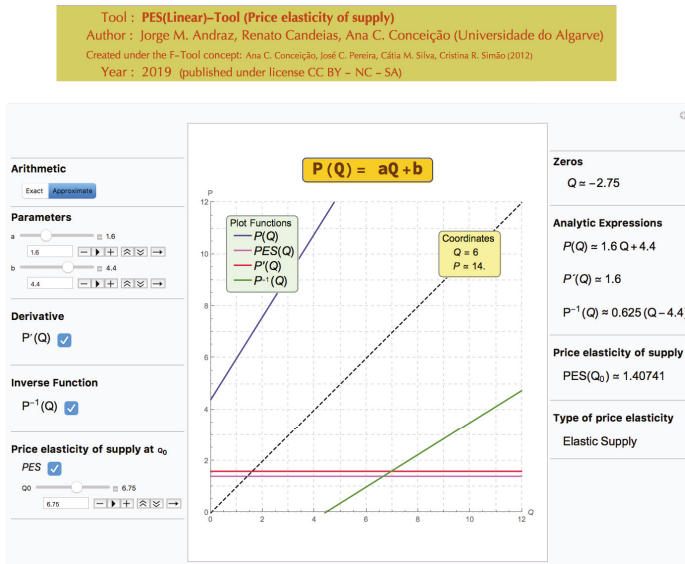 Tool : PES(Linear)–Tool (Price elasticity of supply)
Author : Jorge M. Andraz, Renato Candeias, Ana C. Conceição (Universidade do Algarve)
Created under the F–Tool concept: Ana C. Conceição, José C. Pereira, Cátia M. Silva, Cristina R. Simão (2012)
Year : 2019 (published under license CC BY – NC – SA)
Arithmetic
Exact Approximate
Parameters
a 1.6
1.6
b 4.4
4.4
Derivative
P′(Q)
Inverse Function
P⁻¹(Q)
Price elasticity of supply at Q₀
PES
Q0 6.75
6.75
P(Q) = aQ+b
P
12
10
8
6
4
2
0
0 2 4 6 8 10 12 Q
Plot Functions
P(Q)
PES(Q)
P′(Q)
P⁻¹(Q)
Coordinates
Q = 6
P ≃ 14.
Zeros
Q ≃ −2.75
Analytic Expressions
P(Q) ≃ 1.6 Q + 4.4
P′(Q) ≃ 1.6
P⁻¹(Q) ≃ 0.625 (Q − 4.4)
Price elasticity of supply
PES(Q₀) ≃ 1.40741
Type of price elasticity
Elastic Supply